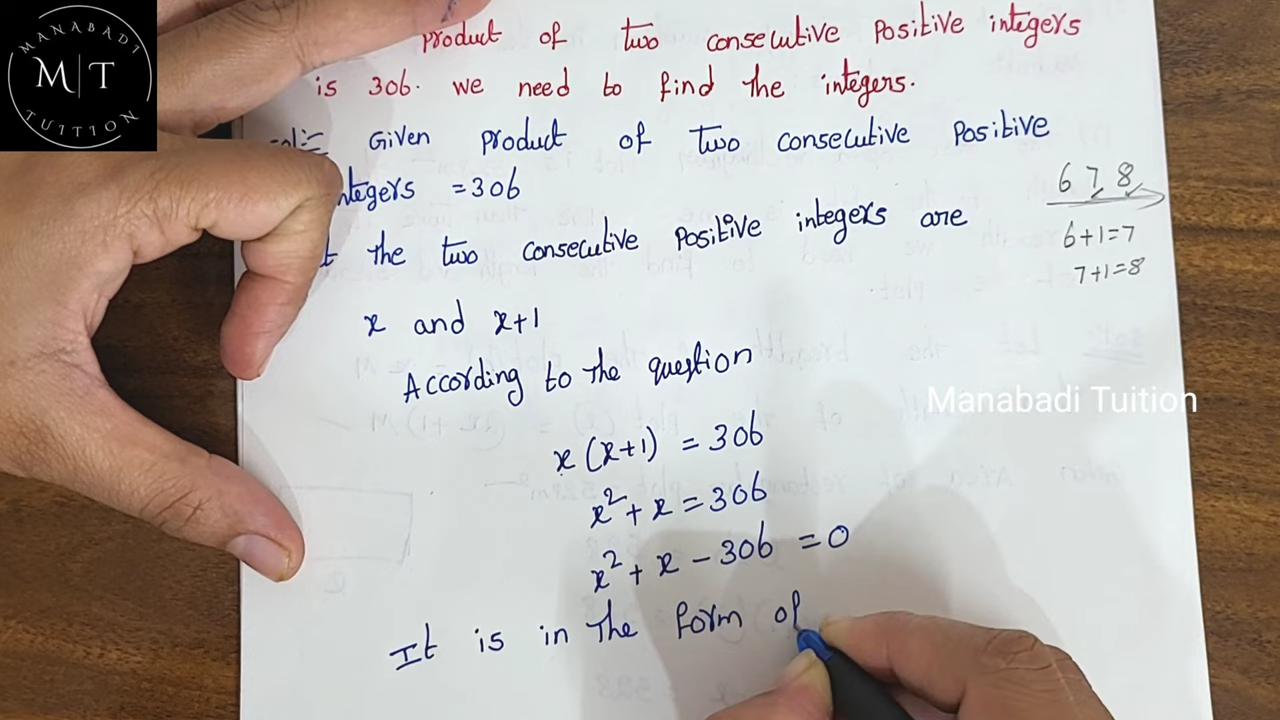 MANABADI
M|T
TUITION
product of two consecutive Positive integers
is 306. we need to find the integers.
Given product of two consecutive Positive
ntegers = 306
the two consecutive Positive integers are
x and x+1
According to the question
x (x+1) = 306
x² + x = 306
x² + x - 306 = 0
It is in the form of
6 7 8
6+1=7
7+1=8
Manabadi Tuition